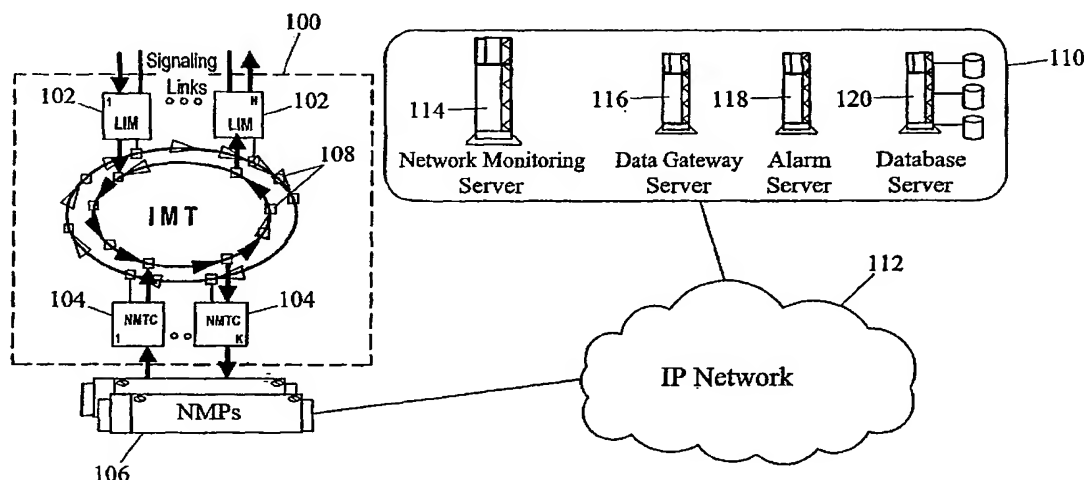 100
Signaling
Links
102
102
1
LIM
LIM
108
IMT
104
104
NMTC
1
NMTC
K
NMPs
106
110
114
116
118
120
Network Monitoring
Server
Data Gateway
Server
Alarm
Server
Database
Server
112
IP Network